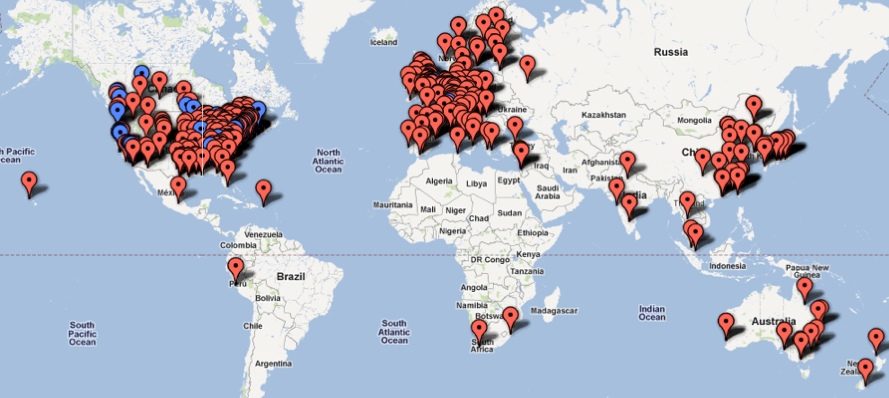 Iceland
Russia
Ukraine
Kazakhstan
Mongolia
North
Atlantic
Ocean
Iraq
Iran
Afghanistan
Pakistan
Algeria
Libya
Egypt
Saudi
Arabia
Mauritania
Mali
Niger
Chad
Sudan
Nigeria
Ethiopia
Venezuela
Colombia
DR Congo
Kenya
Tanzania
Indonesia
Papua New
Guinea
Brazil
Peru
Bolivia
Angola
Namibia
Madagascar
Chile
South
Pacific
Ocean
South
Atlantic
Ocean
Indian
Ocean
Australia
South
Africa
Argentina